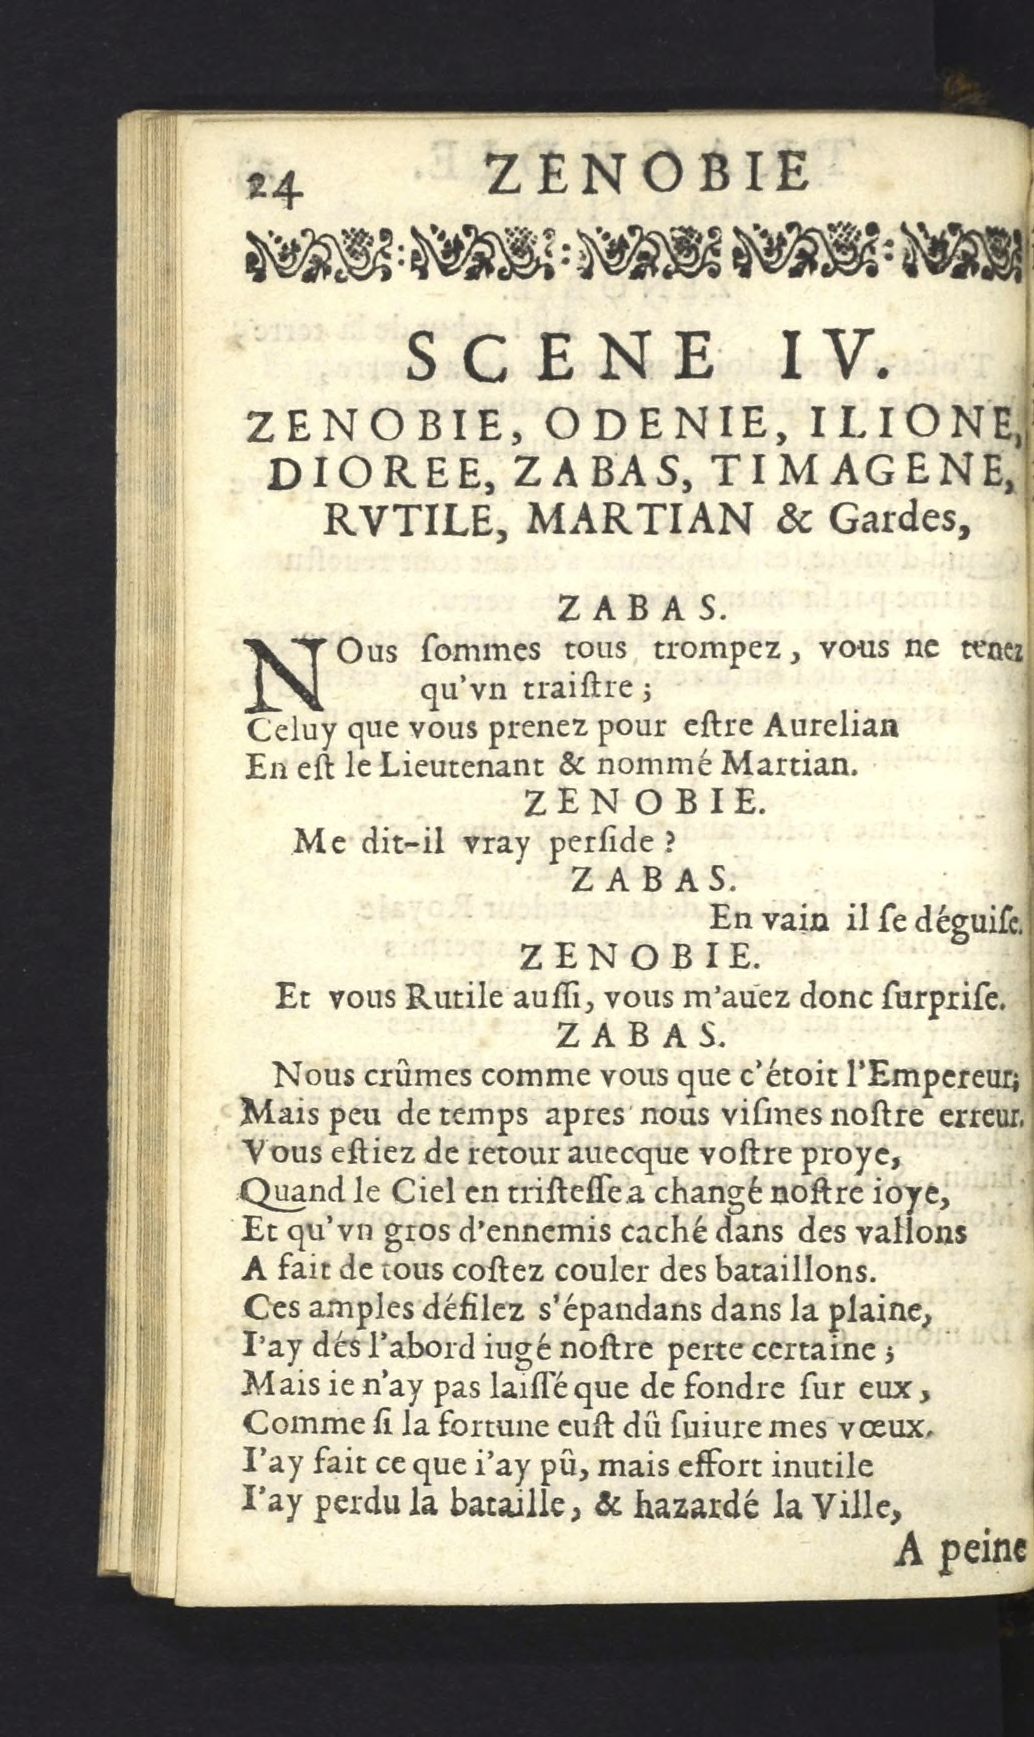 24 ZENOBIE
SCENE IV.
ZENOBIE, ODENIE, ILIONE,
DIOREE, ZABAS, TIMAGENE,
RVTILE, MARTIAN & Gardes,
ZABAS.
NOus ſommes tous trompez, vous ne tenez
qu'vn traiſtre;
Celuy que vous prenez pour eſtre Aurelian
En eſt le Lieutenant & nommé Martian.
ZENOBIE.
Me dit-il vray perfide?
ZABAS.
En vain il ſe déguiſe.
ZENOBIE.
Et vous Rutile auſſi, vous m'auez donc ſurpriſe.
ZABAS.
Nous crûmes comme vous que c'étoit l'Empereur;
Mais peu de temps apres nous viſmes noſtre erreur.
Vous eſtiez de retour auecque voſtre proye,
Quand le Ciel en triſteſſe a changé noſtre ioye,
Et qu'vn gros d'ennemis caché dans des vallons
A fait de tous coſtez couler des bataillons.
Ces amples défilez s'épandans dans la plaine,
I'ay dés l'abord iugé noſtre perte certaine;
Mais ie n'ay pas laiſſé que de fondre ſur eux,
Comme ſi la fortune euſt dû ſuiure mes vœux.
I'ay fait ce que i'ay pû, mais effort inutile
I'ay perdu la bataille, & hazardé la Ville,
A peine